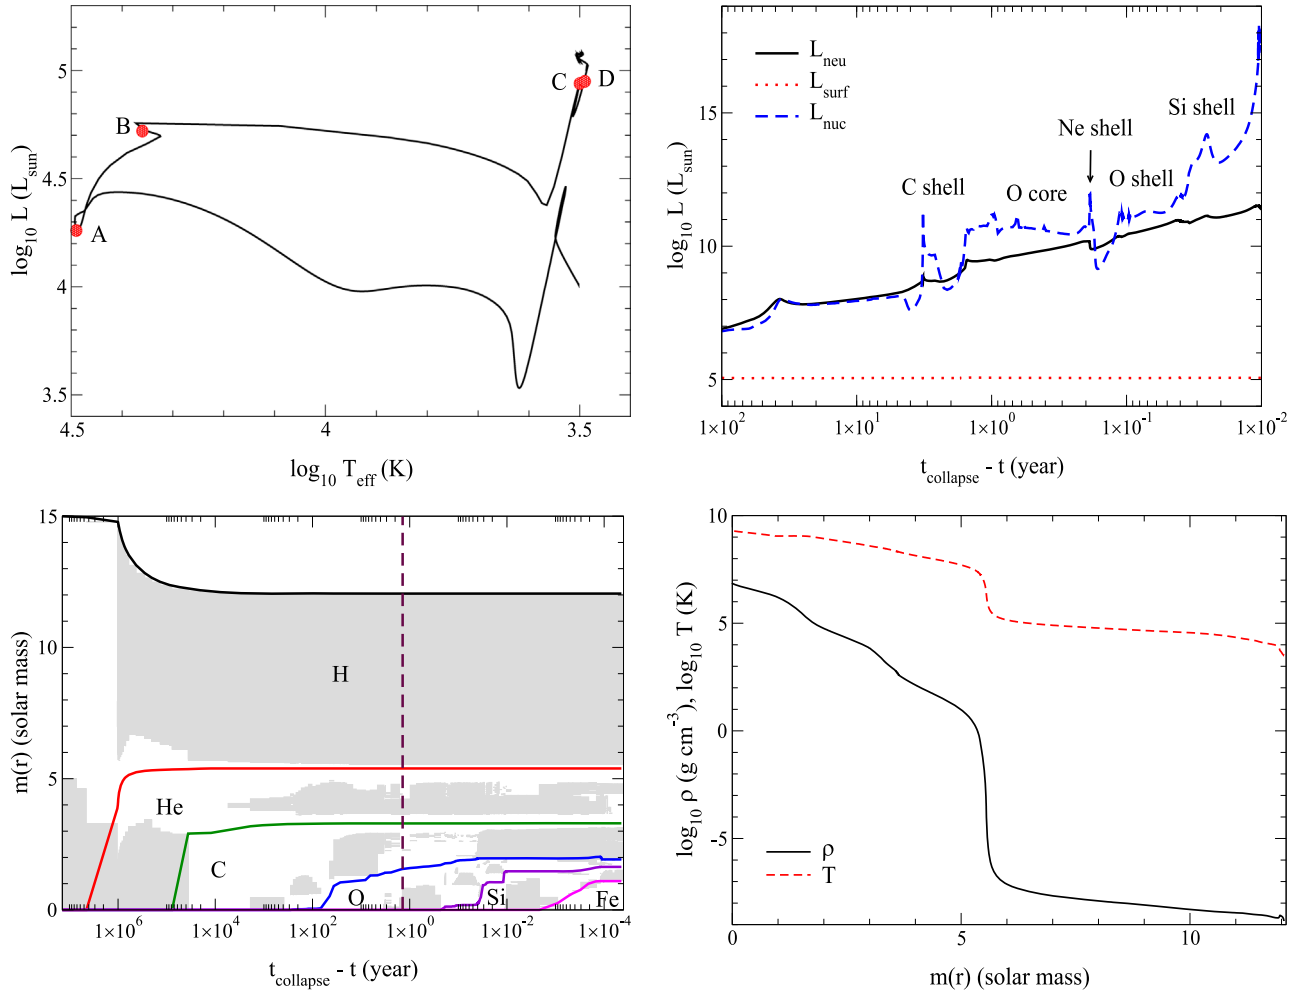 5
4.5
4
3.5
log10 L (Lsun)
A
B
C
D
4.5
4
3.5
log10 Teff (K)
15
10
5
log10 L (Lsun)
Lneu
Lsurf
Lnuc
C shell
O core
Ne shell
O shell
Si shell
1×10^2
1×10^1
1×10^0
1×10^-1
1×10^-2
tcollapse - t (year)
15
10
5
0
m(r) (solar mass)
H
He
C
O
Si
Fe
1×10^6
1×10^4
1×10^2
1×10^0
1×10^-2
1×10^-4
tcollapse - t (year)
10
5
0
-5
log10 ρ (g cm^-3), log10 T (K)
ρ
T
0
5
10
m(r) (solar mass)